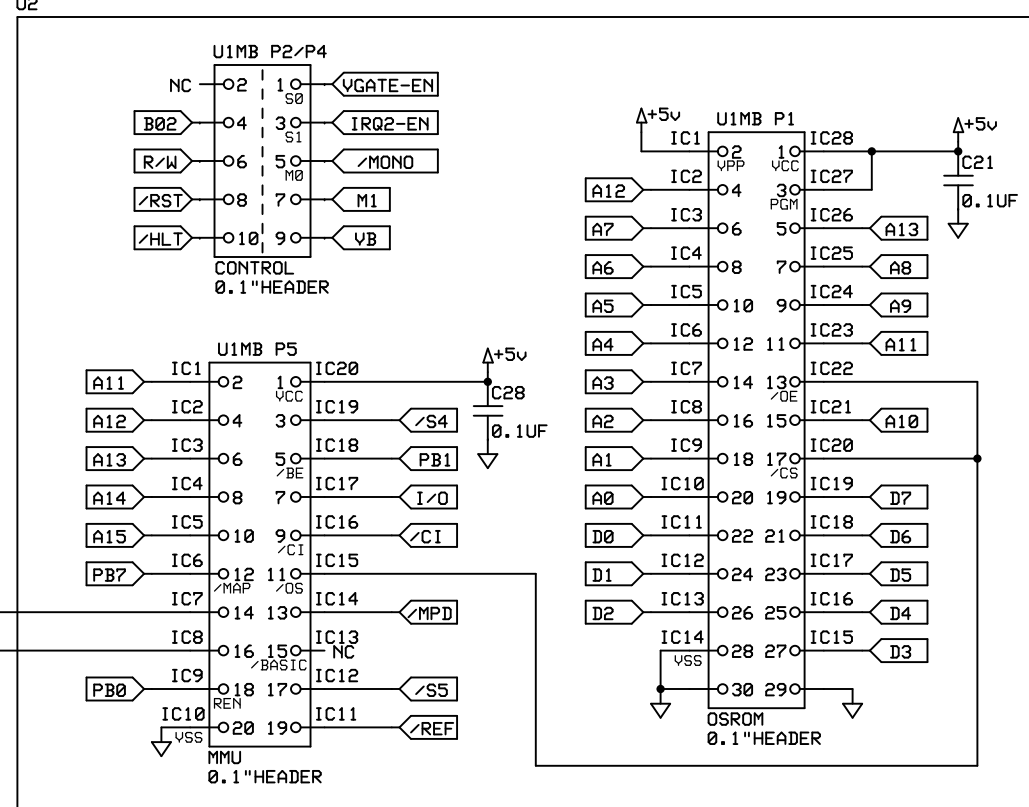 U2
U1MB P2/P4
NC 2 1 VGATE-EN
S0
B02 4 3 IRQ2-EN
S1
R/W 6 5 /MONO
M0
/RST 8 7 M1
/HLT 10 9 VB
CONTROL
0.1"HEADER
U1MB P5
A11 IC1 2 1 IC20 +5v
VCC
C28
0.1UF
A12 IC2 4 3 IC19 /S4
A13 IC3 6 5 IC18 PB1
/BE
A14 IC4 8 7 IC17 I/O
A15 IC5 10 9 IC16 /CI
/CI
PB7 IC6 12 11 IC15
/MAP /OS
IC7 14 13 IC14 /MPD
IC8 16 15 IC13 NC
/BASIC
PB0 IC9 18 17 IC12 /S5
REN
IC10 20 19 IC11 /REF
VSS
MMU
0.1"HEADER
U1MB P1
+5v IC1 2 1 IC28 +5v
VPP VCC
C21
0.1UF
A12 IC2 4 3 IC27
PGM
A7 IC3 6 5 IC26 A13
A6 IC4 8 7 IC25 A8
A5 IC5 10 9 IC24 A9
A4 IC6 12 11 IC23 A11
A3 IC7 14 13 IC22
/OE
A2 IC8 16 15 IC21 A10
A1 IC9 18 17 IC20
/CS
A0 IC10 20 19 IC19 D7
D0 IC11 22 21 IC18 D6
D1 IC12 24 23 IC17 D5
D2 IC13 26 25 IC16 D4
IC14 28 27 IC15 D3
VSS
30 29
OSROM
0.1"HEADER